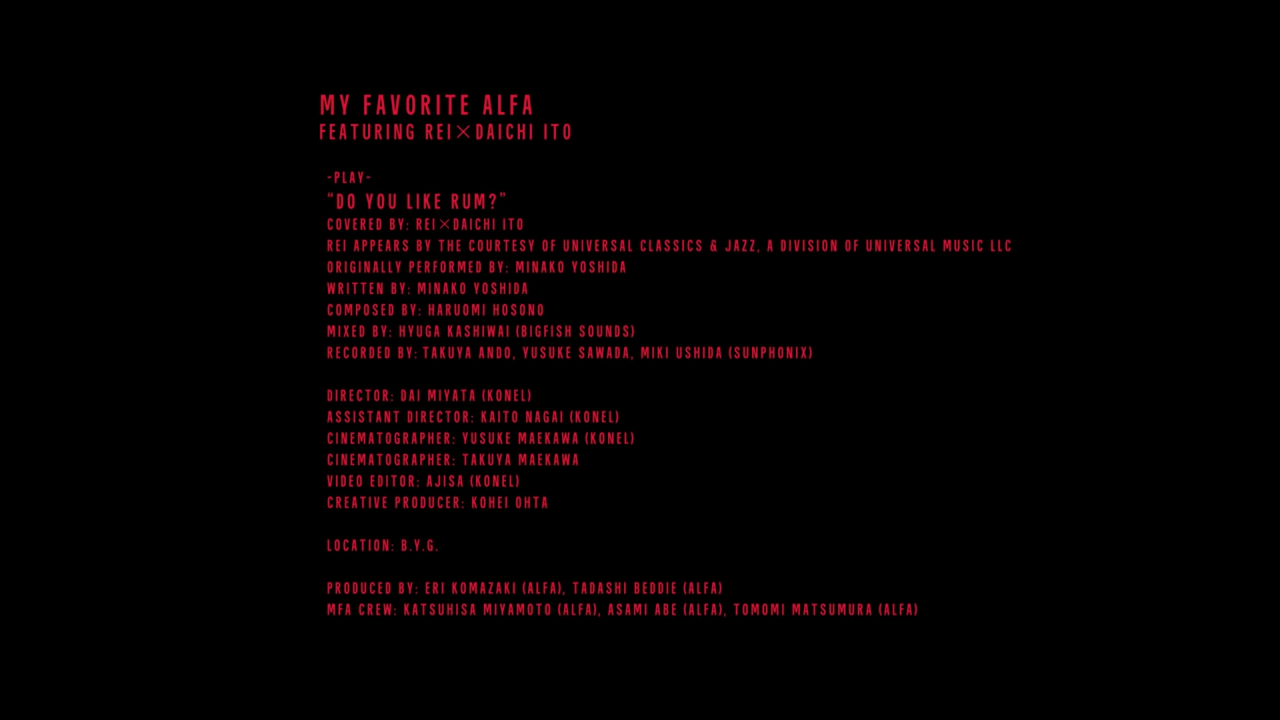 MY FAVORITE ALFA
FEATURING REI×DAICHI ITO
-PLAY-
"DO YOU LIKE RUM?"
COVERED BY: REI×DAICHI ITO
REI APPEARS BY THE COURTESY OF UNIVERSAL CLASSICS & JAZZ, A DIVISION OF UNIVERSAL MUSIC LLC
ORIGINALLY PERFORMED BY: MINAKO YOSHIDA
WRITTEN BY: MINAKO YOSHIDA
COMPOSED BY: HARUOMI HOSONO
MIXED BY: HYUGA KASHIWAI (BIGFISH SOUNDS)
RECORDED BY: TAKUYA ANDO, YUSUKE SAWADA, MIKI USHIDA (SUNPHONIX)
DIRECTOR: DAI MIYATA (KONEL)
ASSISTANT DIRECTOR: KAITO NAGAI (KONEL)
CINEMATOGRAPHER: YUSUKE MAEKAWA (KONEL)
CINEMATOGRAPHER: TAKUYA MAEKAWA
VIDEO EDITOR: AJISA (KONEL)
CREATIVE PRODUCER: KOHEI OHTA
LOCATION: B.Y.G.
PRODUCED BY: ERI KOMAZAKI (ALFA), TADASHI BEDDIE (ALFA)
MFA CREW: KATSUHISA MIYAMOTO (ALFA), ASAMI ABE (ALFA), TOMOMI MATSUMURA (ALFA)